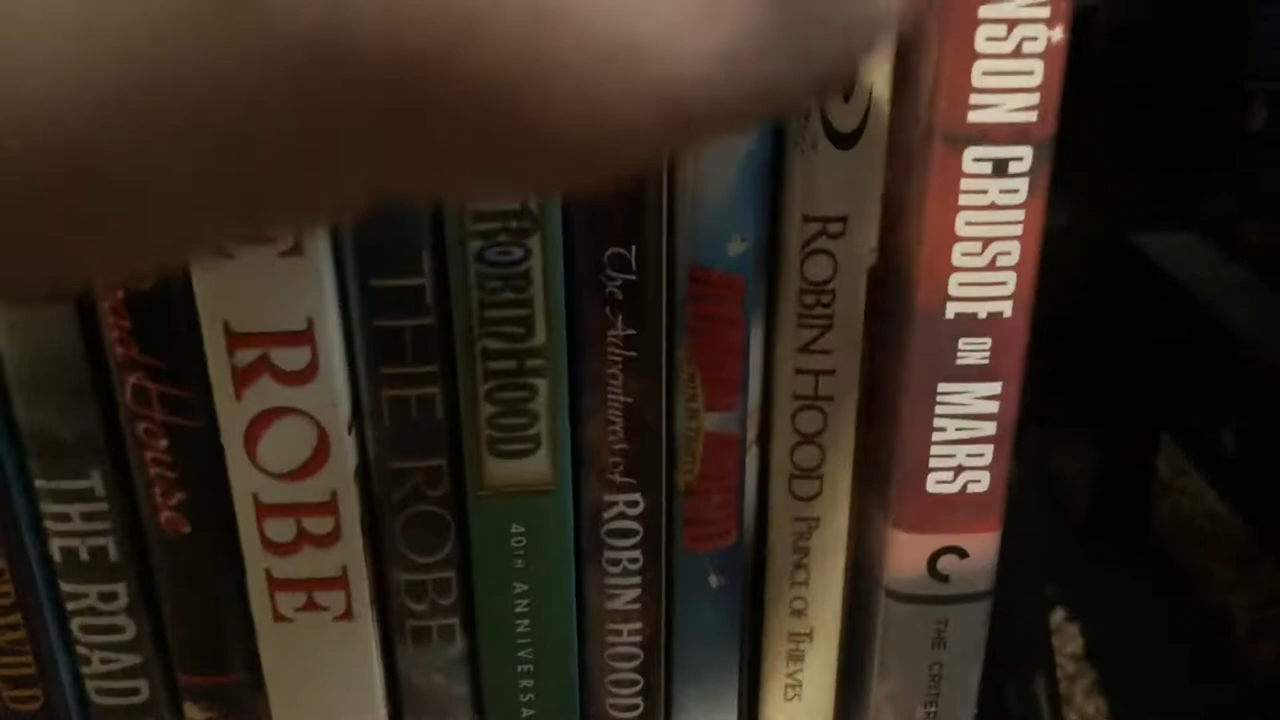 THE ROAD
House
ROBE
THE ROBE
ROBIN HOOD
40TH ANNIVERSA
The Adventures of ROBIN HOOD
ROBIN HOOD PRINCE OF THIEVES
NSON CRUSOE ON MARS
THE CRITER